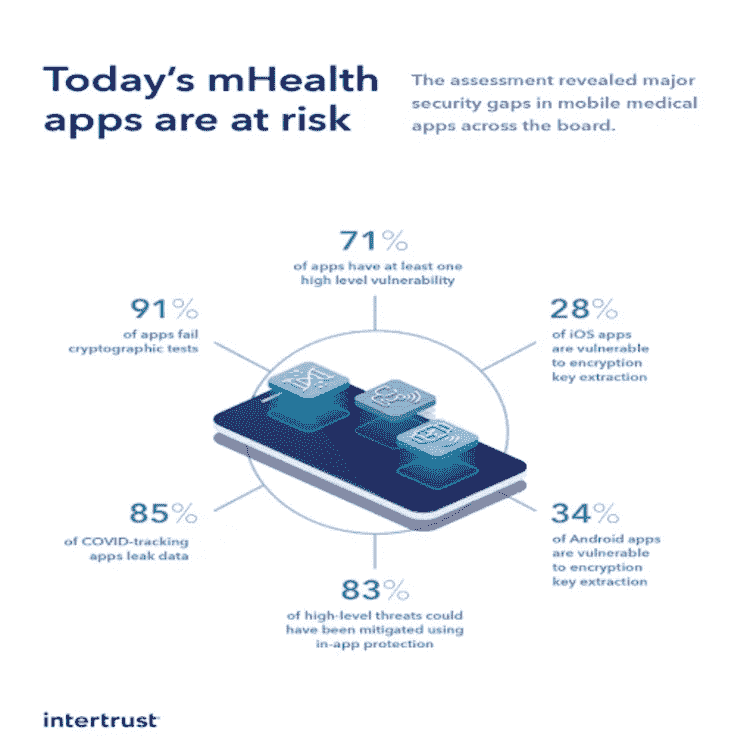 Today's mHealth
apps are at risk
The assessment revealed major
security gaps in mobile medical
apps across the board.
71%
of apps have at least one
high level vulnerability
91%
of apps fail
cryptographic tests
28%
of iOS apps
are vulnerable
to encryption
key extraction
85%
of COVID-tracking
apps leak data
34%
of Android apps
are vulnerable
to encryption
key extraction
83%
of high-level threats could
have been mitigated using
in-app protection
intertrust